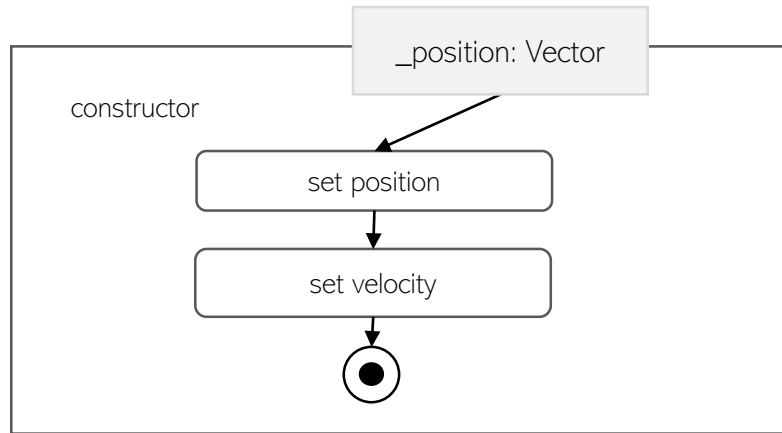 _position: Vector
constructor
set position
set velocity